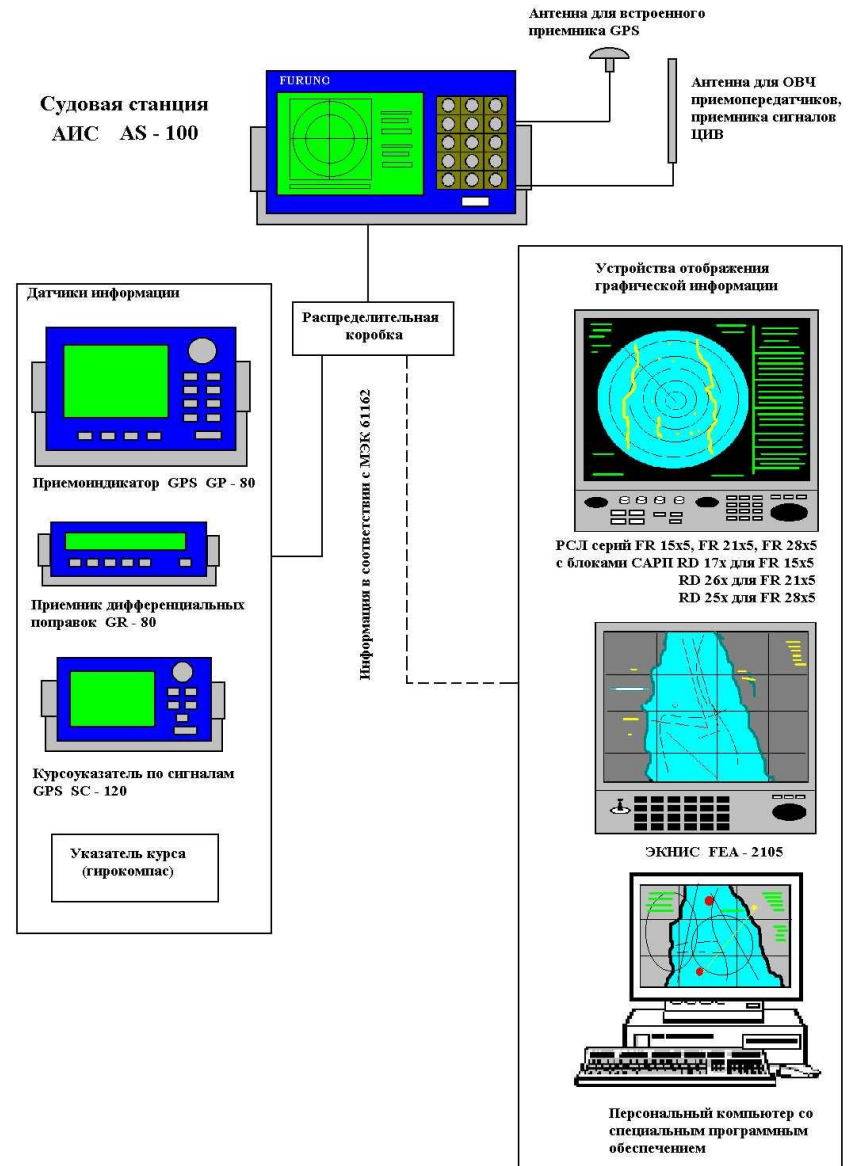 Антенна для встроенного
приемника GPS
FURUNO
Судовая станция
АИС AS - 100
Антенна для ОВЧ
приемопередатчиков,
приемника сигналов
ЦИВ
Датчики информации
Приемоиндикатор GPS GP - 80
Приемник дифференциальных
поправок GR - 80
Курсоуказатель по сигналам
GPS SC - 120
Указатель курса
(гирокомпас)
Распределительная
коробка
Информация в соответствии с МЭК 61162
Устройства отображения
графической информации
РСЛ серий FR 15x5, FR 21x5, FR 28x5
с блоками САРП RD 17x для FR 15x5
RD 26x для FR 21x5
RD 25x для FR 28x5
ЭКНИС FEA - 2105
Персональный компьютер со
специальным программным
обеспечением